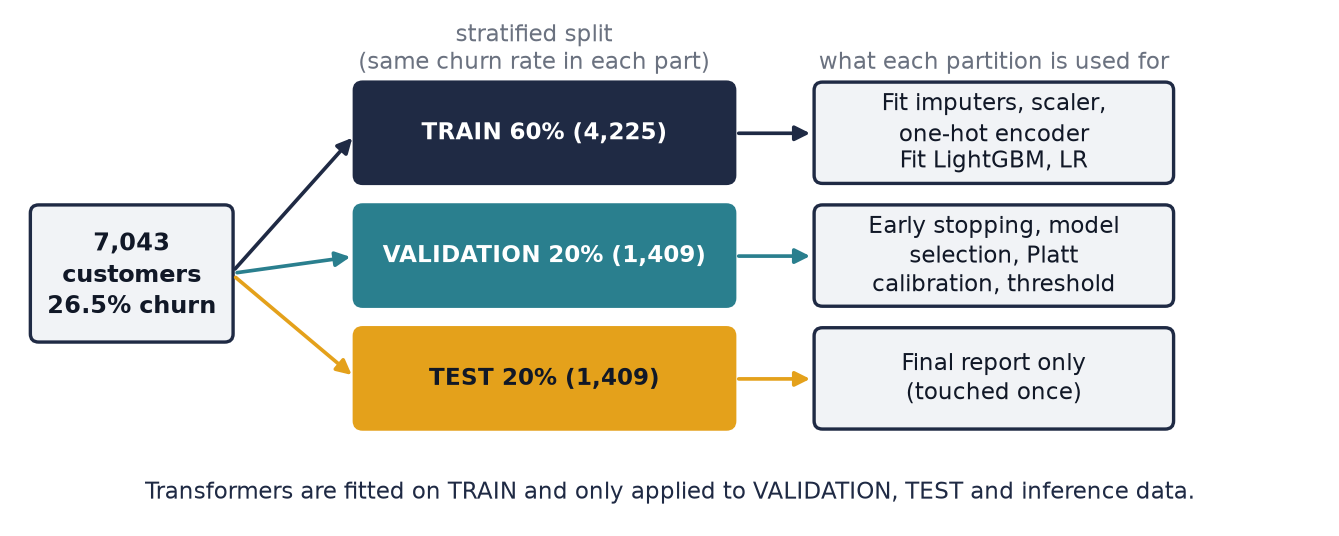 stratified split
(same churn rate in each part)
what each partition is used for
7,043
customers
26.5% churn
TRAIN 60% (4,225)
Fit imputers, scaler,
one-hot encoder
Fit LightGBM, LR
VALIDATION 20% (1,409)
Early stopping, model
selection, Platt
calibration, threshold
TEST 20% (1,409)
Final report only
(touched once)
Transformers are fitted on TRAIN and only applied to VALIDATION, TEST and inference data.